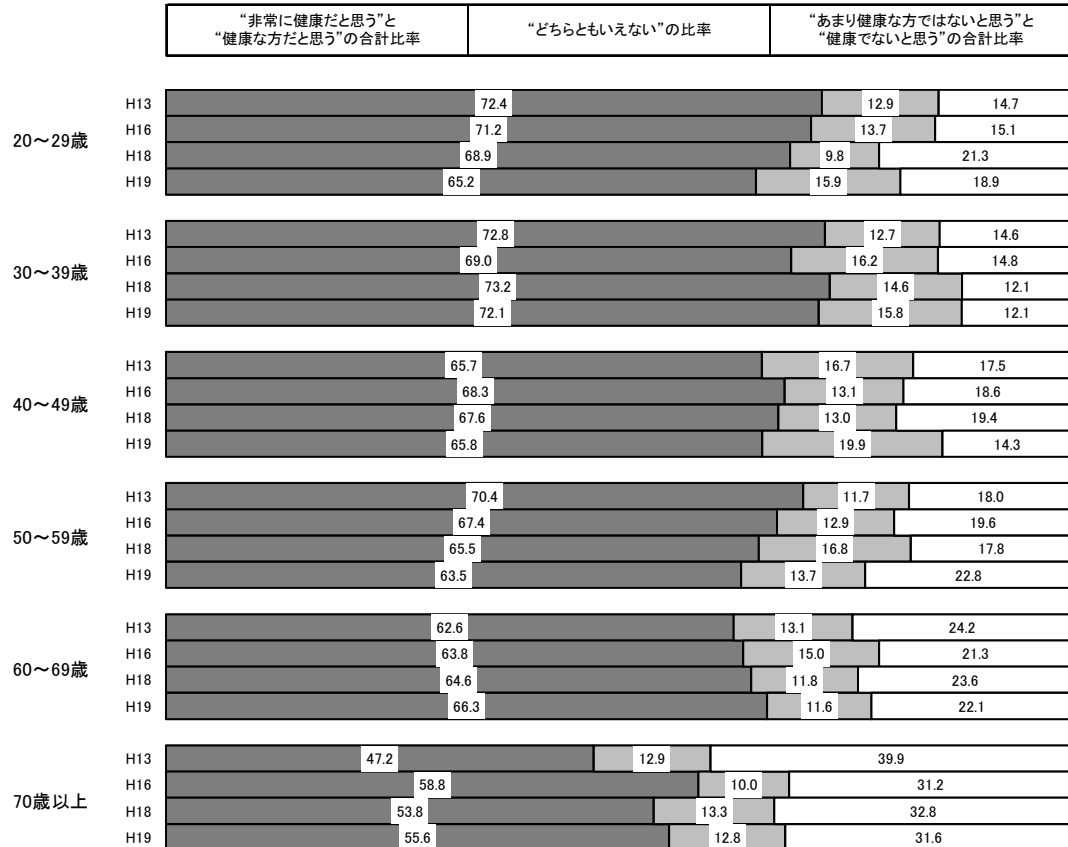 “非常に健康だと思う”と
“健康な方だと思う”の合計比率
“どちらともいえない”の比率
“あまり健康な方ではないと思う”と
“健康でないと思う”の合計比率
20～29歳
H13 72.4 12.9 14.7
H16 71.2 13.7 15.1
H18 68.9 9.8 21.3
H19 65.2 15.9 18.9
30～39歳
H13 72.8 12.7 14.6
H16 69.0 16.2 14.8
H18 73.2 14.6 12.1
H19 72.1 15.8 12.1
40～49歳
H13 65.7 16.7 17.5
H16 68.3 13.1 18.6
H18 67.6 13.0 19.4
H19 65.8 19.9 14.3
50～59歳
H13 70.4 11.7 18.0
H16 67.4 12.9 19.6
H18 65.5 16.8 17.8
H19 63.5 13.7 22.8
60～69歳
H13 62.6 13.1 24.2
H16 63.8 15.0 21.3
H18 64.6 11.8 23.6
H19 66.3 11.6 22.1
70歳以上
H13 47.2 12.9 39.9
H16 58.8 10.0 31.2
H18 53.8 13.3 32.8
H19 55.6 12.8 31.6